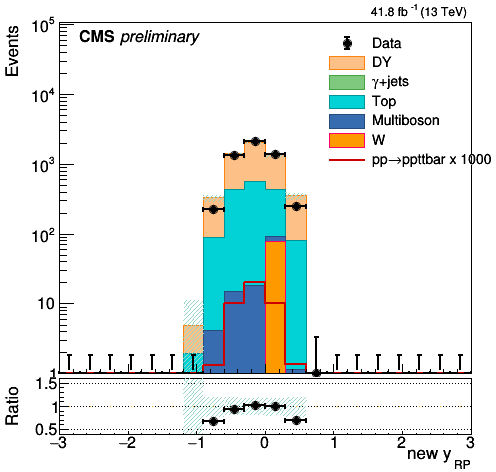 41.8 fb⁻¹ (13 TeV)
CMS preliminary
Events
10⁵
10⁴
10³
10²
10
1
Data
DY
γ+jets
Top
Multiboson
W
pp→ppttbar x 1000
Ratio
1.5
1
0.5
−3 −2 −1 0 1 2 3
new y_RP